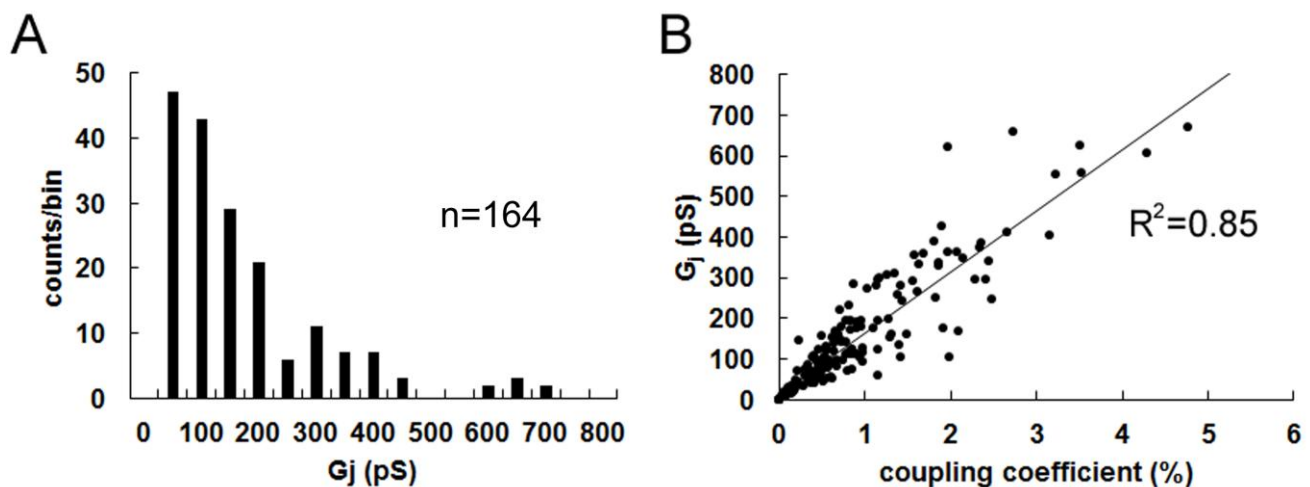 A
counts/bin
50
40
30
20
10
0
n=164
0 100 200 300 400 500 600 700 800
Gj (pS)
B
Gj (pS)
800
700
600
500
400
300
200
100
0
R²=0.85
0 1 2 3 4 5 6
coupling coefficient (%)